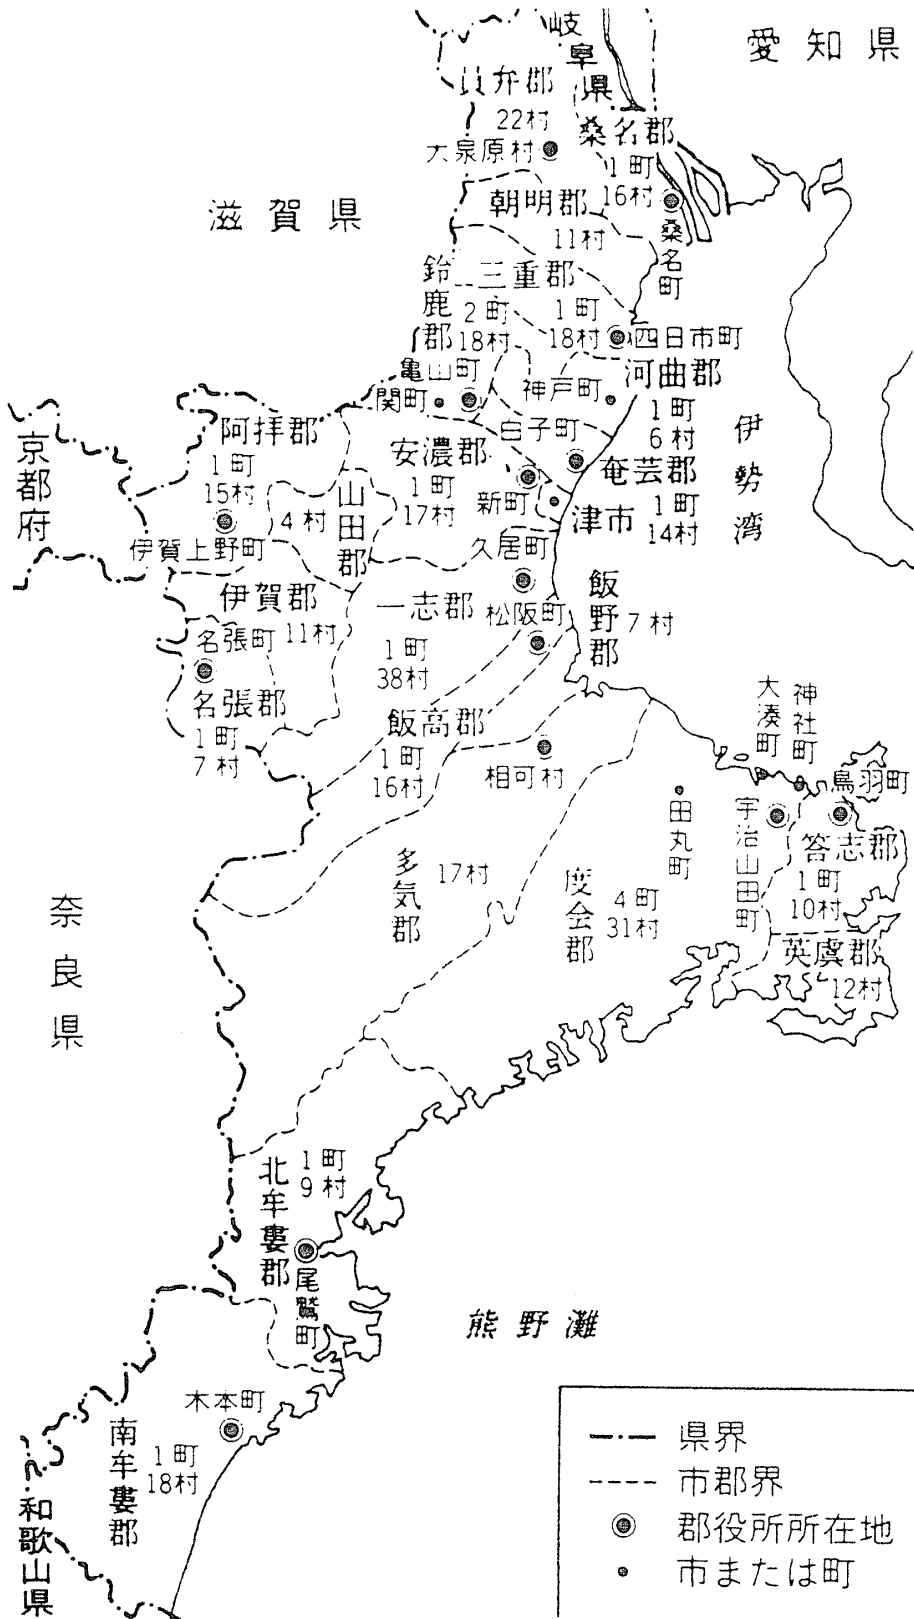 岐阜県
愛知県
弁郡
22村
大泉原村
桑名郡
1町
16村
桑名町
滋賀県
朝明郡
11村
三重郡
1町
18村
四日市町
鈴鹿郡
2町
18村
亀山町
関町
神戸町
河曲郡
1町
6村
白子町
奄芸郡
1町
14村
伊勢湾
京都府
阿拝郡
1町
15村
伊賀上野町
4村
山田郡
安濃郡
1町
17村
新町
津市
久居町
伊賀郡
11村
一志郡
1町
38村
松阪町
飯野郡
7村
名張町
名張郡
1町
7村
飯高郡
1町
16村
相可村
大湊町
神社町
鳥羽町
田丸町
宇治山田町
答志郡
1町
10村
多気郡
17村
度会郡
4町
31村
英虞郡
12村
奈良県
北牟婁郡
1町
9村
尾鷲町
熊野灘
木本町
南牟婁郡
1町
18村
和歌山県
県界
市郡界
郡役所所在地
市または町